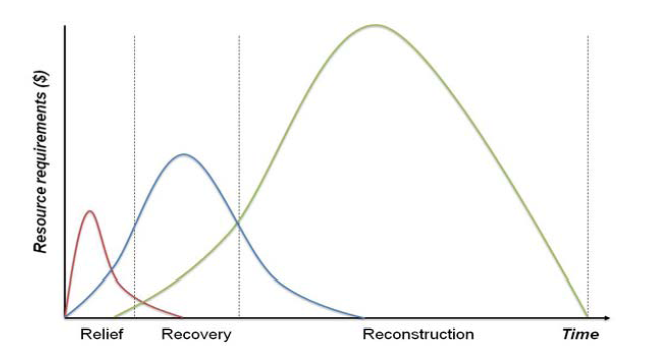 Resource requirements ($)
Relief
Recovery
Reconstruction
Time